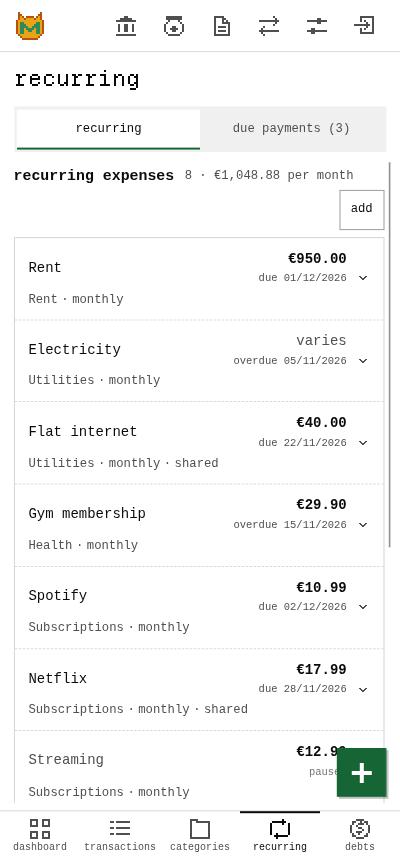 recurring
recurring
due payments (3)
recurring expenses 8 · €1,048.88 per month
add
Rent
€950.00
due 01/12/2026
Rent · monthly
Electricity
varies
overdue 05/11/2026
Utilities · monthly
Flat internet
€40.00
due 22/11/2026
Utilities · monthly · shared
Gym membership
€29.90
overdue 15/11/2026
Health · monthly
Spotify
€10.99
due 02/12/2026
Subscriptions · monthly
Netflix
€17.99
due 28/11/2026
Subscriptions · monthly · shared
Streaming
€12.9
pause
Subscriptions · monthly
dashboard
transactions
categories
recurring
debts